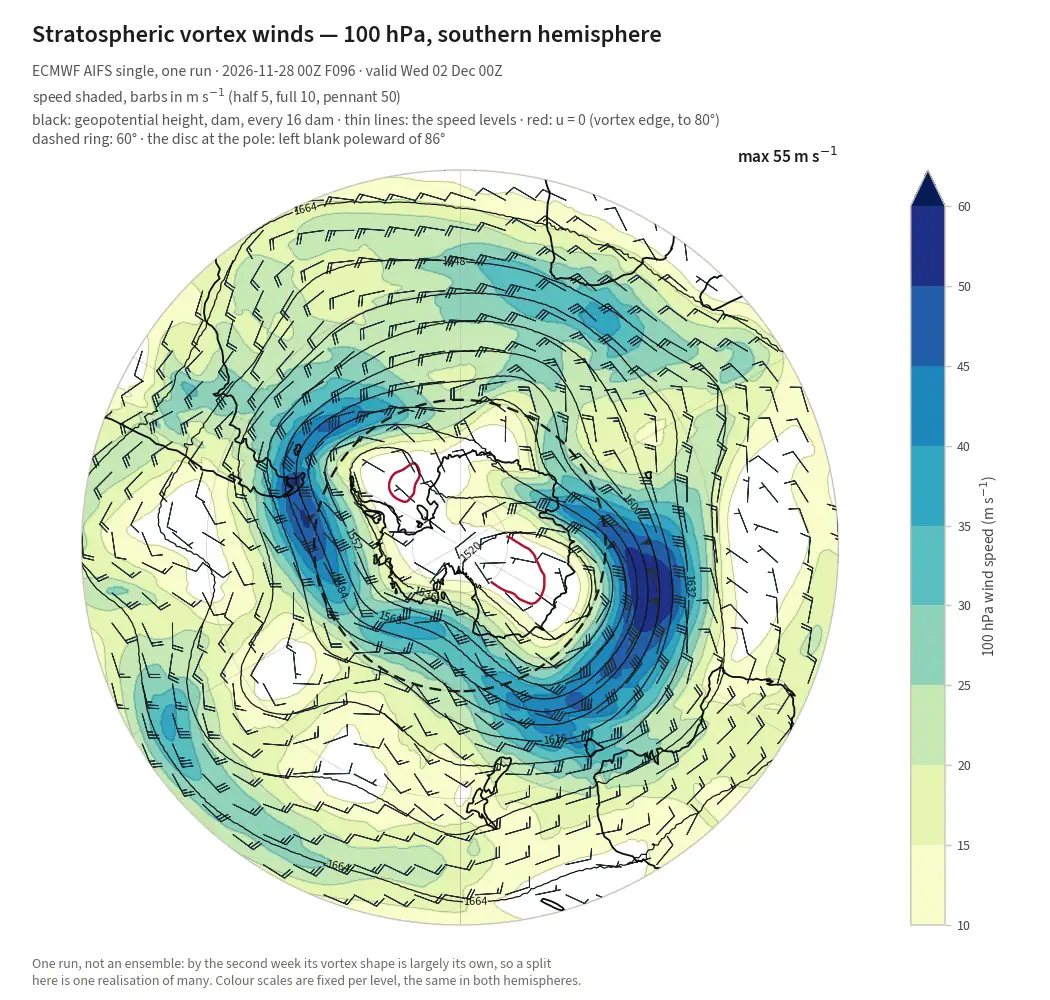 Stratospheric vortex winds — 100 hPa, southern hemisphere
ECMWF AIFS single, one run · 2026-11-28 00Z F096 · valid Wed 02 Dec 00Z
speed shaded, barbs in m s⁻¹ (half 5, full 10, pennant 50)
black: geopotential height, dam, every 16 dam · thin lines: the speed levels · red: u = 0 (vortex edge, to 80°)
dashed ring: 60° · the disc at the pole: left blank poleward of 86°
max 55 m s⁻¹
60
50
45
40
35
30
25
20
15
10
100 hPa wind speed (m s⁻¹)
1664
1648
1600
1552
1520
1632
1584
1536
1568
1616
1664
1664
One run, not an ensemble: by the second week its vortex shape is largely its own, so a split
here is one realisation of many. Colour scales are fixed per level, the same in both hemispheres.